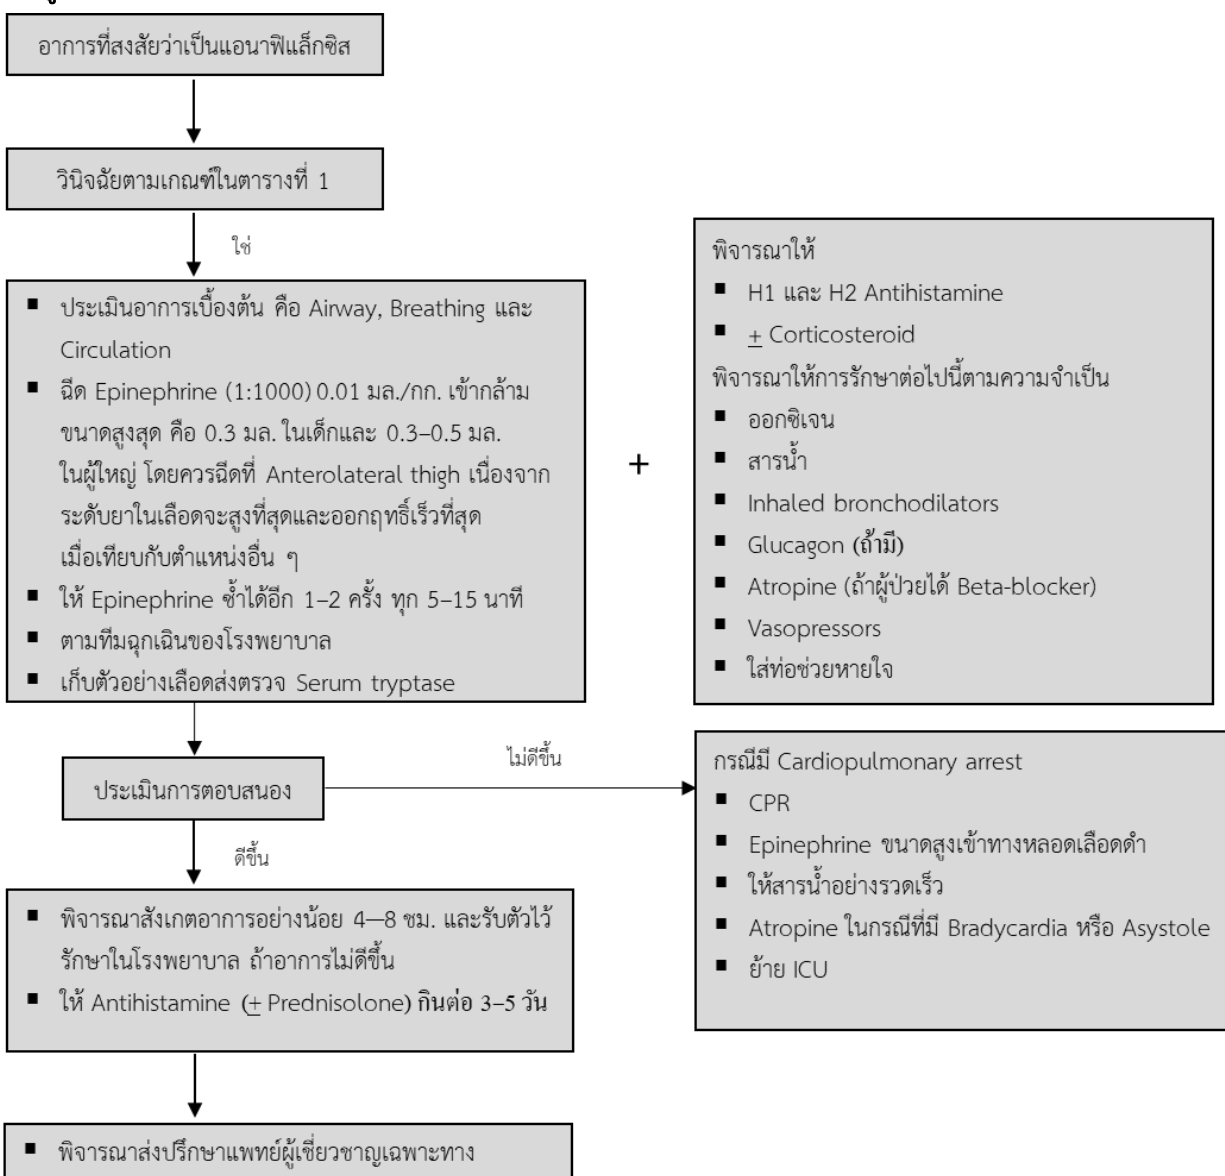 อาการที่สงสัยว่าเป็นแอนาฟิแล็กซิส
วินิจฉัยตามเกณฑ์ในตารางที่ 1
ใช่
▪ ประเมินอาการเบื้องต้น คือ Airway, Breathing และ
Circulation
▪ ฉีด Epinephrine (1:1000) 0.01 มล./กก. เข้ากล้าม
ขนาดสูงสุด คือ 0.3 มล. ในเด็กและ 0.3–0.5 มล.
ในผู้ใหญ่ โดยควรฉีดที่ Anterolateral thigh เนื่องจาก
ระดับยาในเลือดจะสูงที่สุดและออกฤทธิ์เร็วที่สุด
เมื่อเทียบกับตำแหน่งอื่น ๆ
▪ ให้ Epinephrine ซ้ำได้อีก 1–2 ครั้ง ทุก 5–15 นาที
▪ ตามทีมฉุกเฉินของโรงพยาบาล
▪ เก็บตัวอย่างเลือดส่งตรวจ Serum tryptase
+
พิจารณาให้
▪ H1 และ H2 Antihistamine
▪ ± Corticosteroid
พิจารณาให้การรักษาต่อไปนี้ตามความจำเป็น
▪ ออกซิเจน
▪ สารน้ำ
▪ Inhaled bronchodilators
▪ Glucagon (ถ้ามี)
▪ Atropine (ถ้าผู้ป่วยได้ Beta-blocker)
▪ Vasopressors
▪ ใส่ท่อช่วยหายใจ
ประเมินการตอบสนอง
ไม่ดีขึ้น
กรณีมี Cardiopulmonary arrest
▪ CPR
▪ Epinephrine ขนาดสูงเข้าทางหลอดเลือดดำ
▪ ให้สารน้ำอย่างรวดเร็ว
▪ Atropine ในกรณีที่มี Bradycardia หรือ Asystole
▪ ย้าย ICU
ดีขึ้น
▪ พิจารณาสังเกตอาการอย่างน้อย 4—8 ชม. และรับตัวไว้
รักษาในโรงพยาบาล ถ้าอาการไม่ดีขึ้น
▪ ให้ Antihistamine (± Prednisolone) กินต่อ 3–5 วัน
▪ พิจารณาส่งปรึกษาแพทย์ผู้เชี่ยวชาญเฉพาะทาง